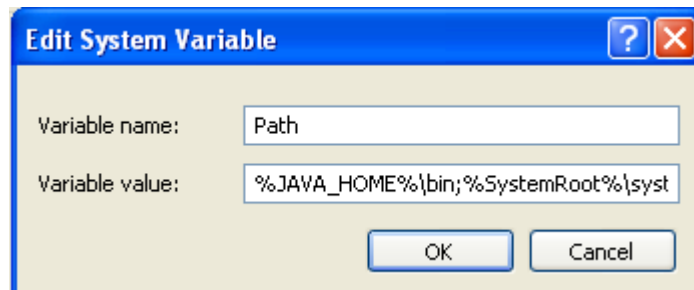 Edit System Variable
Variable name: Path
Variable value: %JAVA_HOME%\bin;%SystemRoot%\syst
OK Cancel